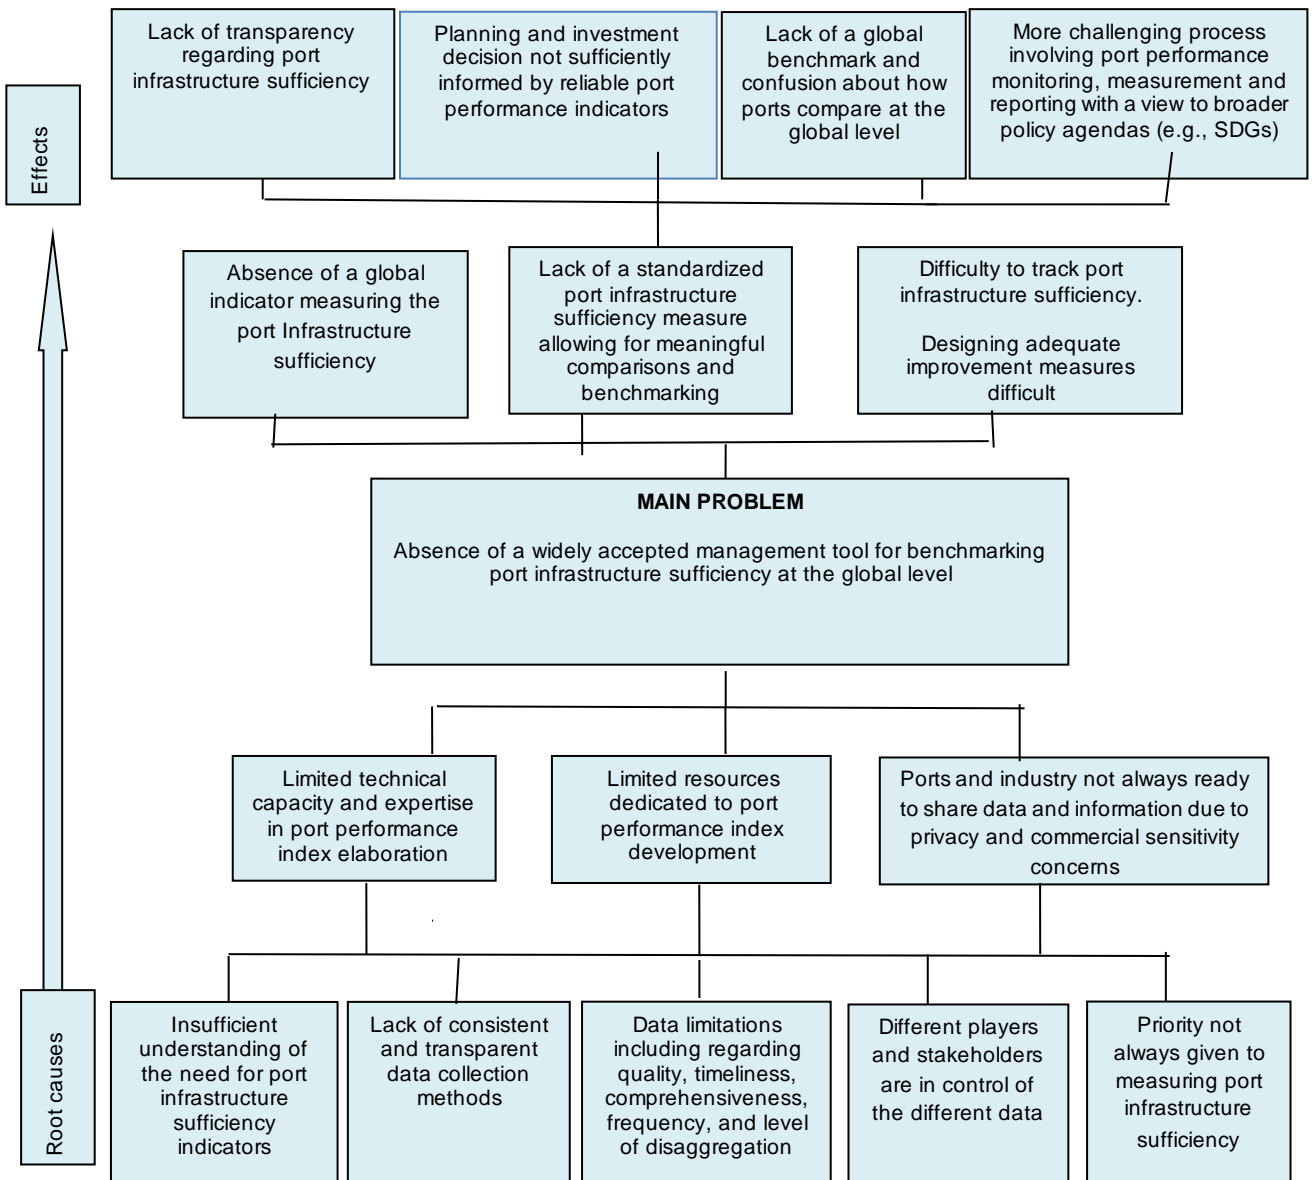 Effects
Lack of transparency
regarding port
infrastructure sufficiency
Planning and investment
decision not sufficiently
informed by reliable port
performance indicators
Lack of a global
benchmark and
confusion about how
ports compare at the
global level
More challenging process
involving port performance
monitoring, measurement and
reporting with a view to broader
policy agendas (e.g., SDGs)
Absence of a global
indicator measuring the
port Infrastructure
sufficiency
Lack of a standardized
port infrastructure
sufficiency measure
allowing for meaningful
comparisons and
benchmarking
Difficulty to track port
infrastructure sufficiency.
Designing adequate
improvement measures
difficult
MAIN PROBLEM
Absence of a widely accepted management tool for benchmarking
port infrastructure sufficiency at the global level
Limited technical
capacity and expertise
in port performance
index elaboration
Limited resources
dedicated to port
performance index
development
Ports and industry not always ready
to share data and information due to
privacy and commercial sensitivity
concerns
Root causes
Insufficient
understanding of
the need for port
infrastructure
sufficiency
indicators
Lack of consistent
and transparent
data collection
methods
Data limitations
including regarding
quality, timeliness,
comprehensiveness,
frequency, and level
of disaggregation
Different players
and stakeholders
are in control of
the different data
Priority not
always given to
measuring port
infrastructure
sufficiency